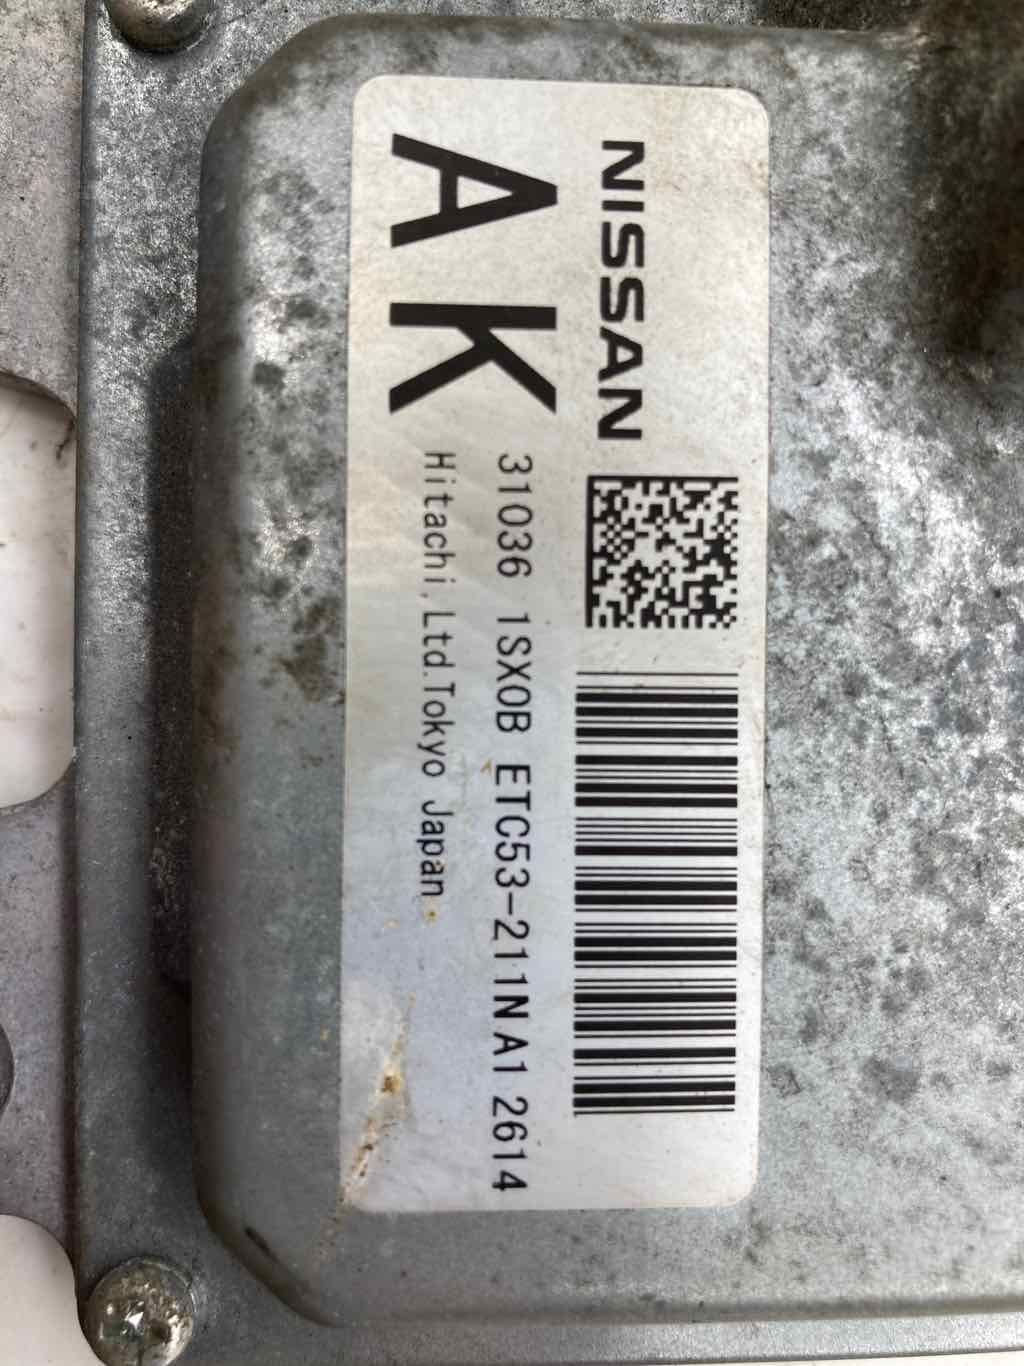 NISSAN
AK
31036 1SX0B ETC53-211N A1 2614
Hitachi,Ltd.Tokyo Japan